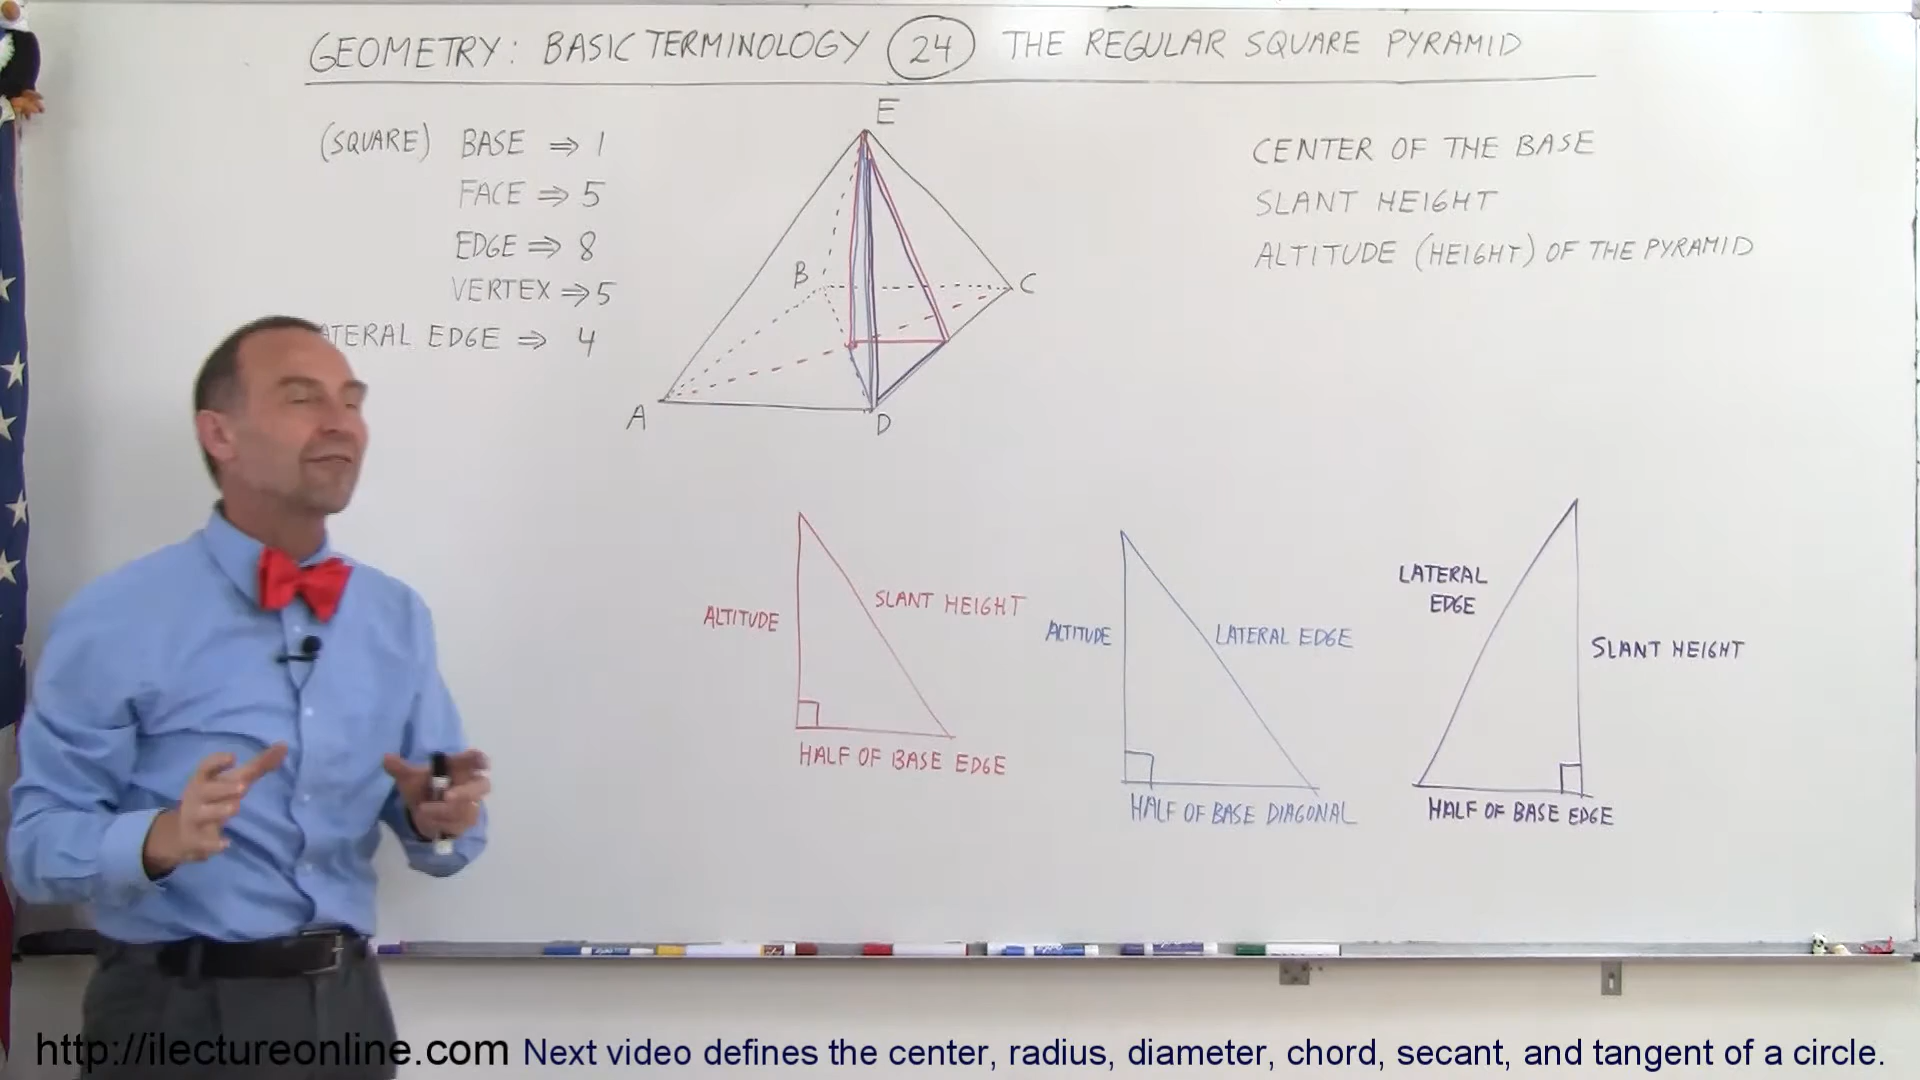 GEOMETRY: BASIC TERMINOLOGY 24 THE REGULAR SQUARE PYRAMID
(SQUARE) BASE ⇒ 1
FACE ⇒ 5
EDGE ⇒ 8
VERTEX ⇒ 5
ATERAL EDGE ⇒ 4
E
B
C
A
D
CENTER OF THE BASE
SLANT HEIGHT
ALTITUDE (HEIGHT) OF THE PYRAMID
ALTITUDE
SLANT HEIGHT
HALF OF BASE EDGE
ALTITUDE
LATERAL EDGE
HALF OF BASE DIAGONAL
LATERAL
EDGE
SLANT HEIGHT
HALF OF BASE EDGE
http://ilectureonline.com Next video defines the center, radius, diameter, chord, secant, and tangent of a circle.